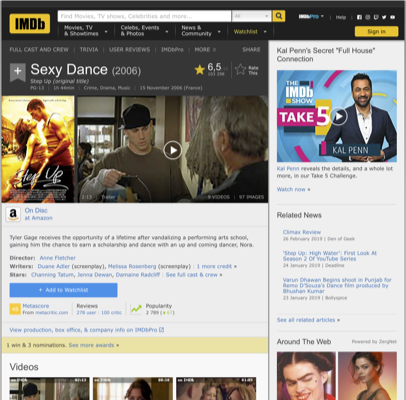 IMDb
Find Movies, TV shows, Celebrities and more...
All
IMDbPro
Help
Movies, TV & Showtimes
Celebs, Events & Photos
News & Community
Watchlist
Sign in
FULL CAST AND CREW | TRIVIA | USER REVIEWS | IMDbPro | MORE
SHARE
Sexy Dance (2006)
Step Up (original title)
PG-13 | 1h 44min | Crime, Drama, Music | 15 November 2006 (France)
6,5
Rate This
Step Up
2:13 | Trailer
6 VIDEOS | 97 IMAGES
On Disc
at Amazon
Tyler Gage receives the opportunity of a lifetime after vandalizing a performing arts school,
gaining him the chance to earn a scholarship and dance with an up and coming dancer, Nora.
Director: Anne Fletcher
Writers: Duane Adler (screenplay), Melissa Rosenberg (screenplay) | 1 more credit »
Stars: Channing Tatum, Jenna Dewan, Damaine Radcliff | See full cast & crew »
+ Add to Watchlist
Metascore
From metacritic.com
Reviews
278 user | 100 critic
Popularity
View production, box office, & company info on IMDbPro
1 win & 3 nominations. See more awards »
Videos
Kal Penn's Secret "Full House"
Connection
THE IMDb SHOW
TAKE 5
KAL PENN
Kal Penn reveals the details, and a whole lot
more, in our Take 5 Challenge.
Watch now »
Related News
Climax Review
26 February 2019 | Den of Geek
'Step Up: High Water': First Look At
Season 2 Of YouTube Series
24 January 2019 | Deadline
Varun Dhawan Begins shoot in Punjab for
Remo D'Souza's Dance film produced by
Bhushan Kumar
23 January 2019 | Bollyspice
See all related articles »
Around The Web
Powered by ZergNet